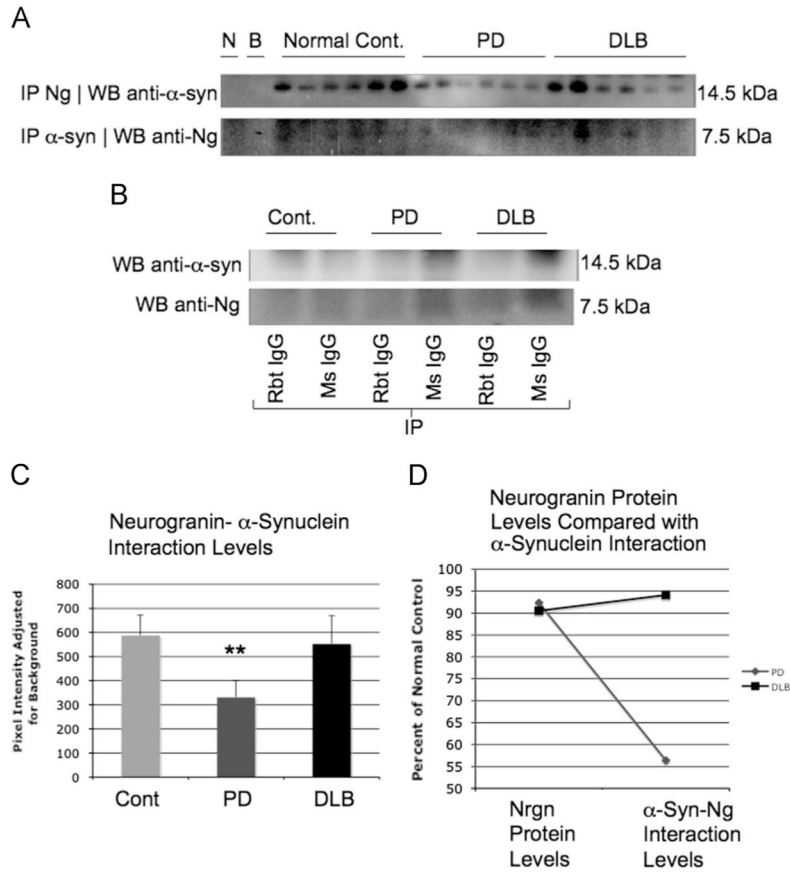 A
N B Normal Cont. PD DLB
IP Ng | WB anti-α-syn 14.5 kDa
IP α-syn | WB anti-Ng 7.5 kDa
B
Cont. PD DLB
WB anti-α-syn 14.5 kDa
WB anti-Ng 7.5 kDa
Rbt IgG Ms IgG Rbt IgG Ms IgG Rbt IgG Ms IgG
IP
C
Neurogranin- α-Synuclein
Interaction Levels
Pixel Intensity Adjusted
for Background
800
700
600
500
400
300
200
100
0
**
Cont PD DLB
D
Neurogranin Protein
Levels Compared with
α-Synuclein Interaction
Percent of Normal Control
100
95
90
85
80
75
70
65
60
55
50
PD
DLB
Nrgn
Protein
Levels
α-Syn-Ng
Interaction
Levels